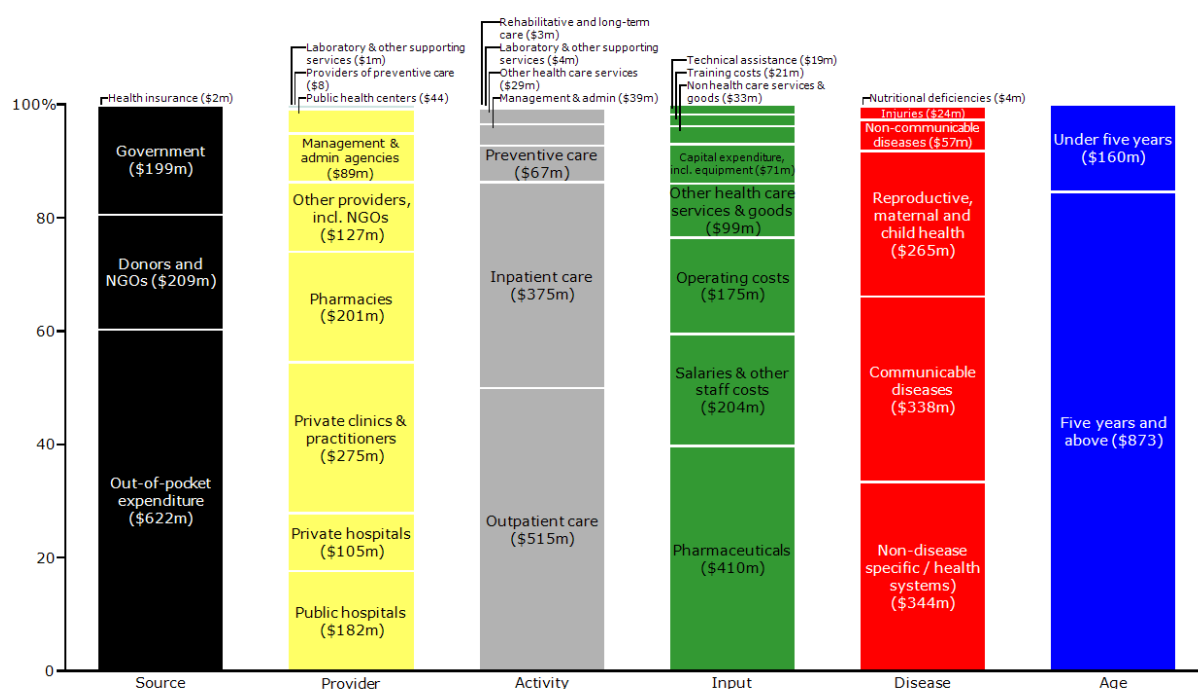 Rehabilitative and long-term
care ($3m)
Laboratory & other supporting
services ($1m)
Laboratory & other supporting
services ($4m)
Technical assistance ($19m)
Providers of preventive care
($8)
Other health care services
($29m)
Training costs ($21m)
Nonhealth care services &
goods ($33m)
100%
Health insurance ($2m)
Public health centers ($44)
Management & admin ($39m)
Nutritional deficiencies ($4m)
Government
($199m)
Donors and
NGOs ($209m)
Out-of-pocket
expenditure
($622m)
Management &
admin agencies
($89m)
Other providers,
incl. NGOs
($127m)
Pharmacies
($201m)
Private clinics &
practitioners
($275m)
Private hospitals
($105m)
Public hospitals
($182m)
Preventive care
($67m)
Inpatient care
($375m)
Outpatient care
($515m)
Capital expenditure,
incl. equipment ($71m)
Other health care
services & goods
($99m)
Operating costs
($175m)
Salaries & other
staff costs
($204m)
Pharmaceuticals
($410m)
Injuries ($24m)
Non-communicable
diseases ($57m)
Reproductive,
maternal and
child health
($265m)
Communicable
diseases
($338m)
Non-disease
specific / health
systems)
($344m)
Under five years
($160m)
Five years and
above ($873)
80
60
40
20
0
Source
Provider
Activity
Input
Disease
Age